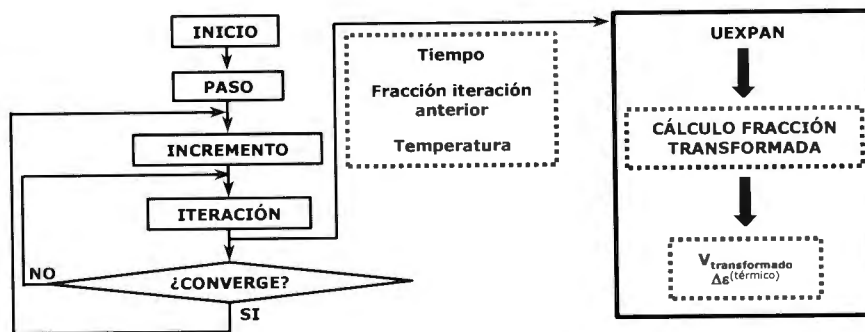 INICIO
PASO
INCREMENTO
ITERACIÓN
¿CONVERGE?
NO
SI
Tiempo
Fracción iteración
anterior
Temperatura
UEXPAN
CÁLCULO FRACCIÓN
TRANSFORMADA
Vtransformado
Δε(térmico)